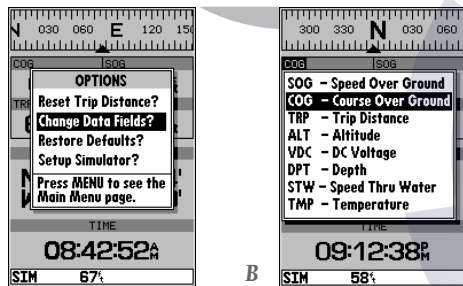 030 060 E 120 150
COG SOG
OPTIONS
Reset Trip Distance?
Change Data Fields?
Restore Defaults?
Setup Simulator?
Press MENU to see the
Main Menu page.
TIME
08:42:52A
SIM 67
B
300 330 N 030 060
COG SOG
SOG – Speed Over Ground
COG – Course Over Ground
TRP – Trip Distance
ALT – Altitude
VDC – DC Voltage
DPT – Depth
STW – Speed Thru Water
TMP – Temperature
TIME
09:12:38P
SIM 58